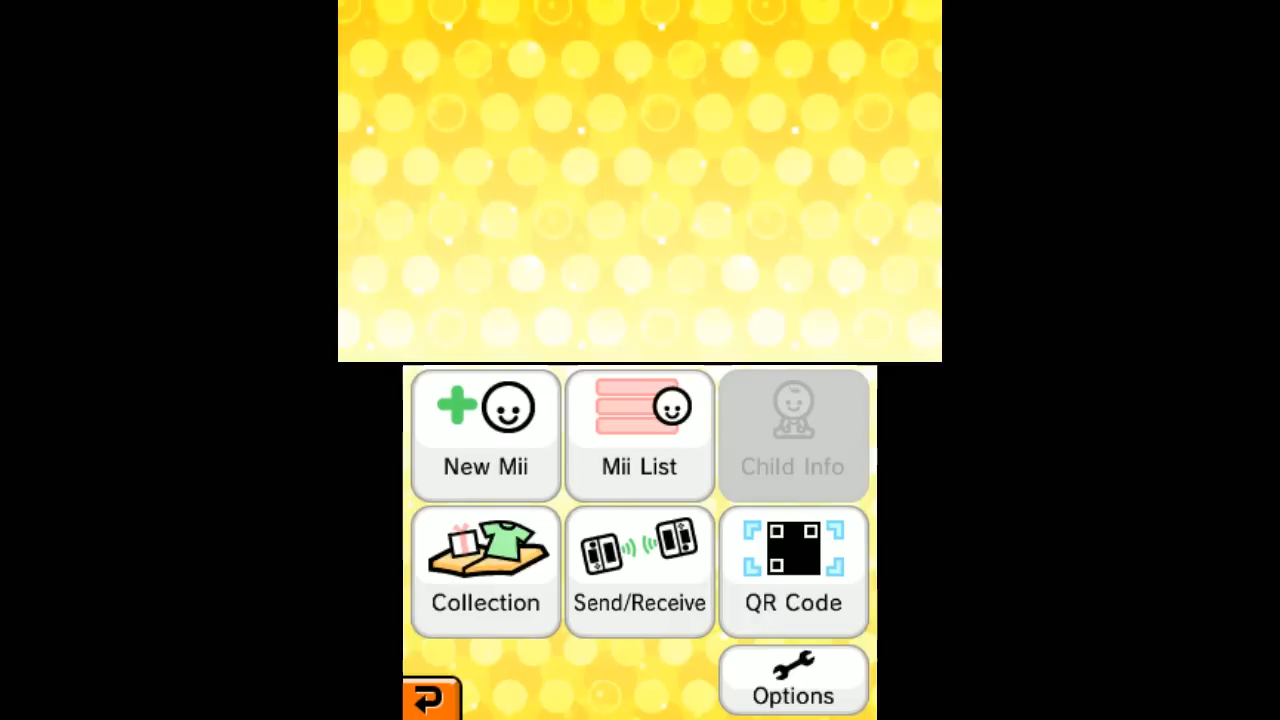 New Mii
Mii List
Child Info
Collection
Send/Receive
QR Code
Options